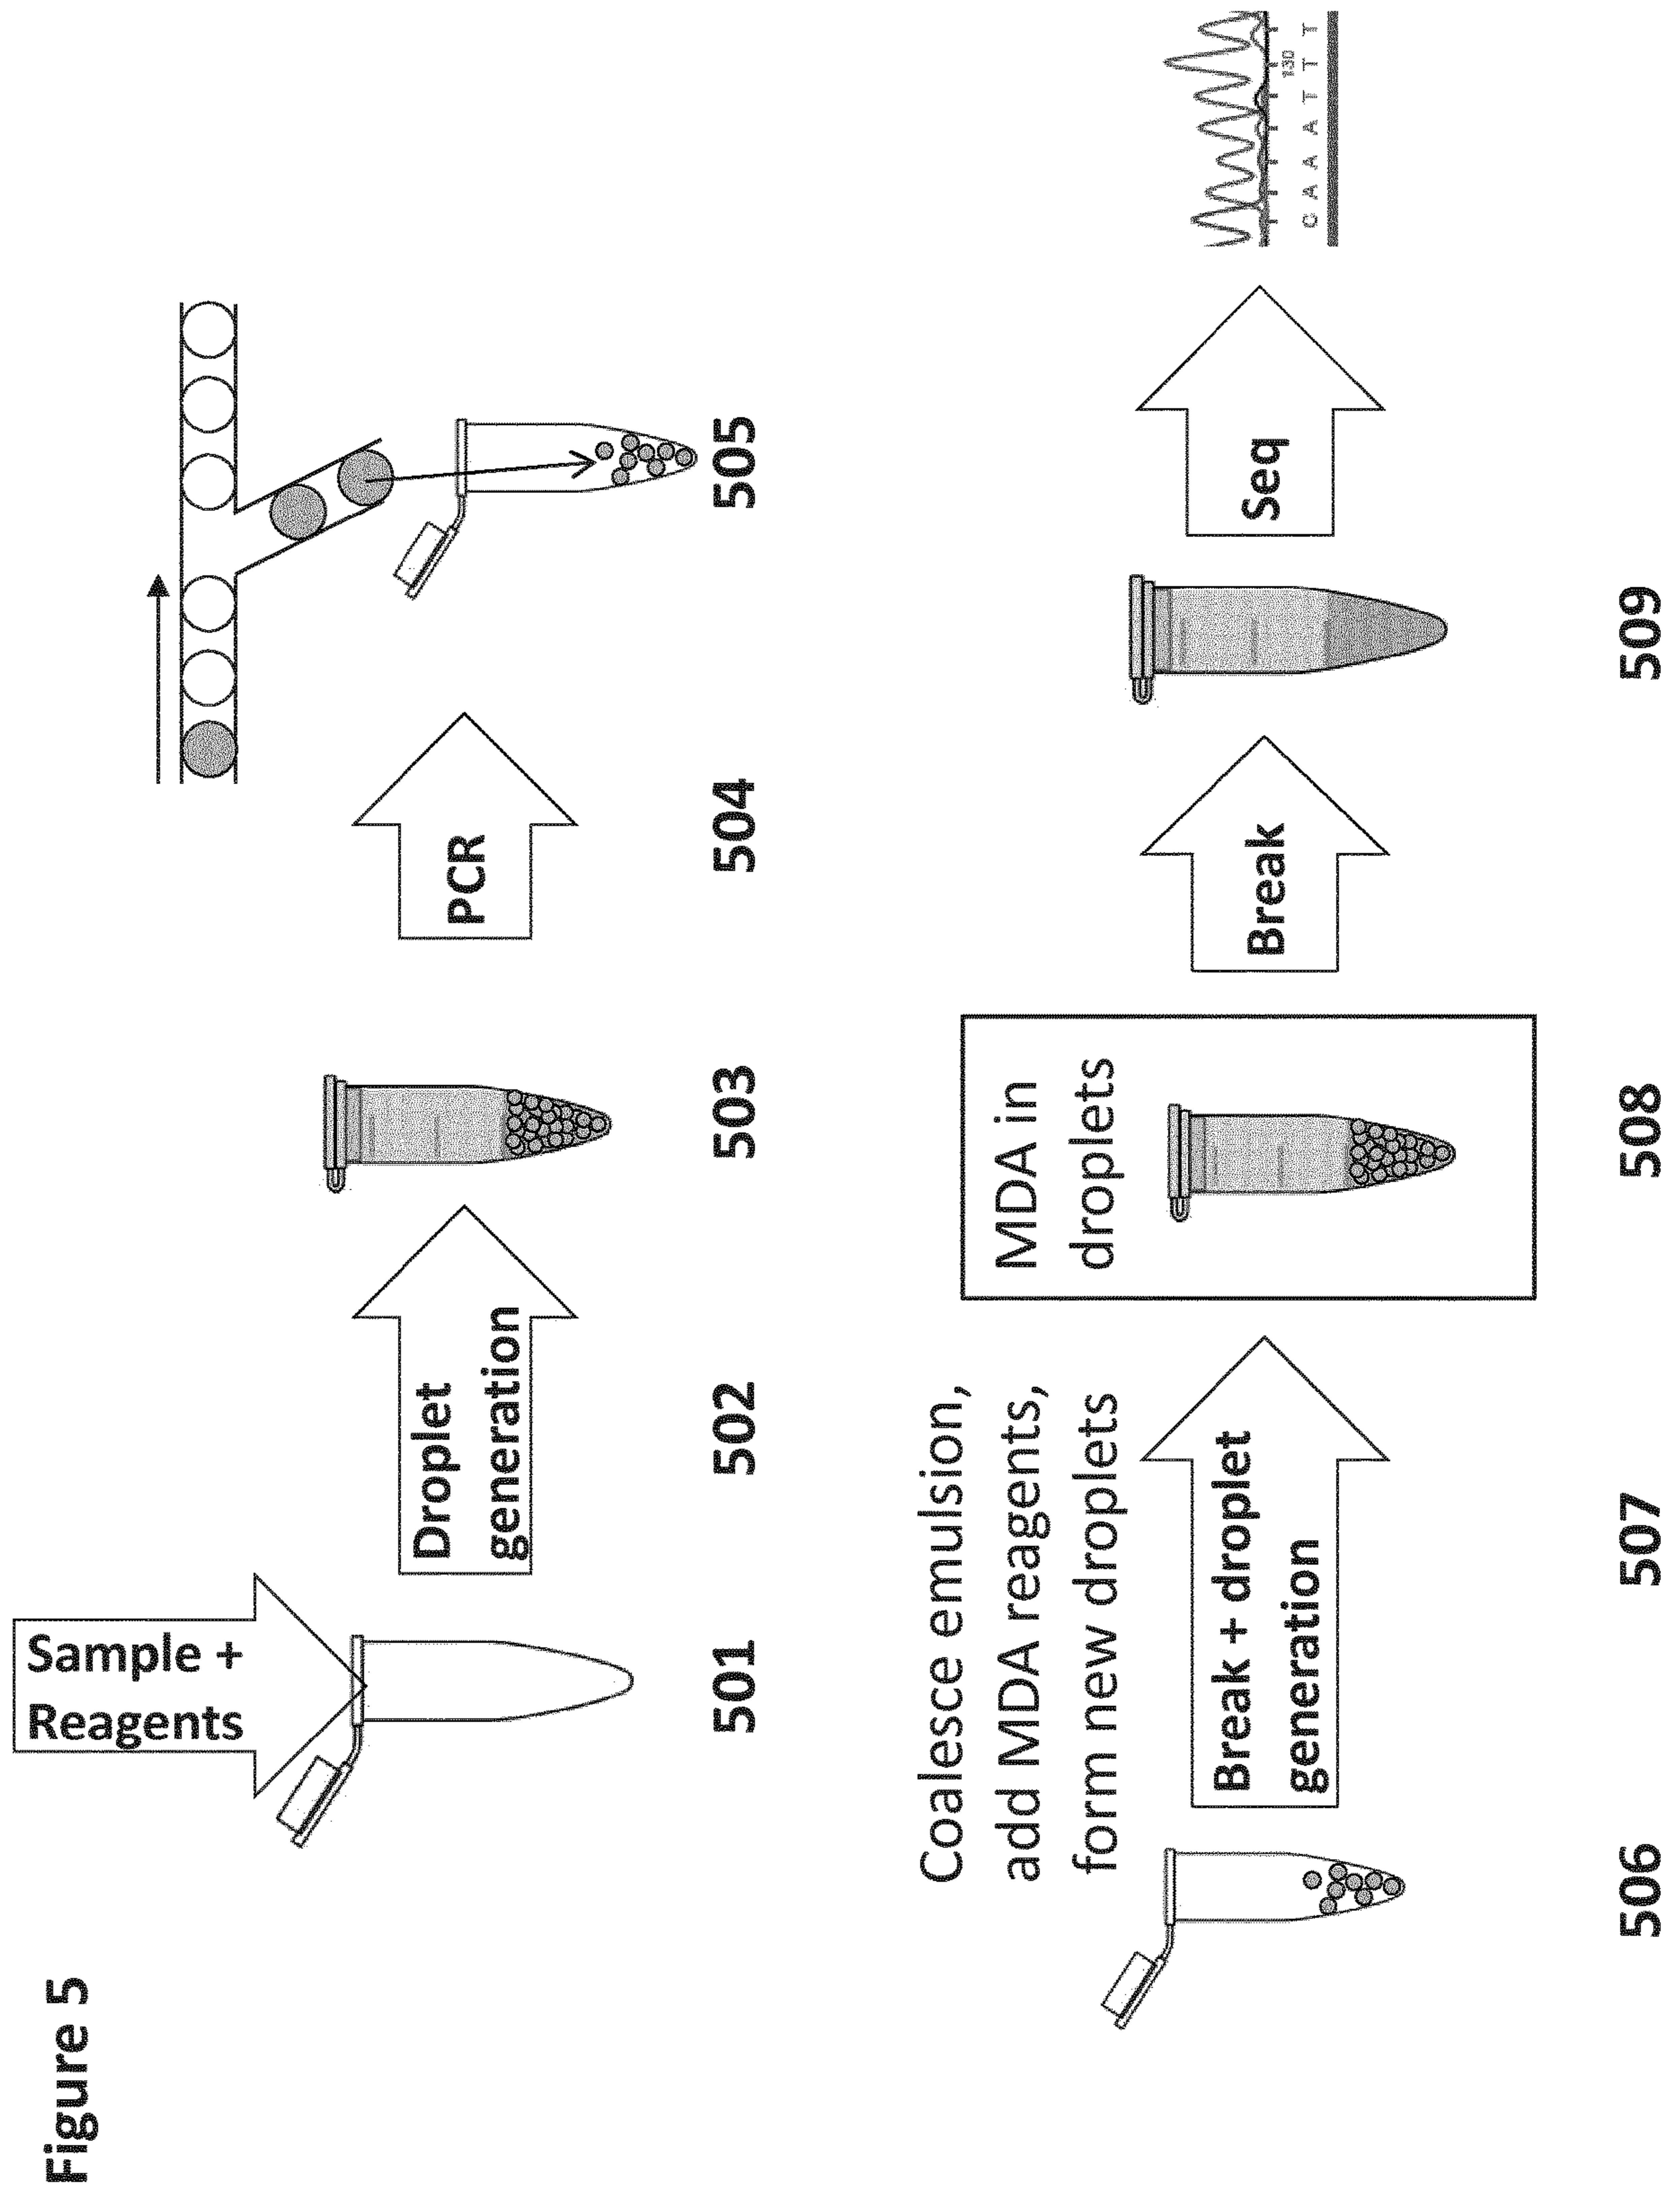 Figure 5
Sample +
Reagents
Droplet
generation
PCR
501
502
503
504
505
Coalesce emulsion,
add MDA reagents,
form new droplets
Break + droplet
generation
MDA in
droplets
Break
Seq
130
C A A A T T T
506
507
508
509